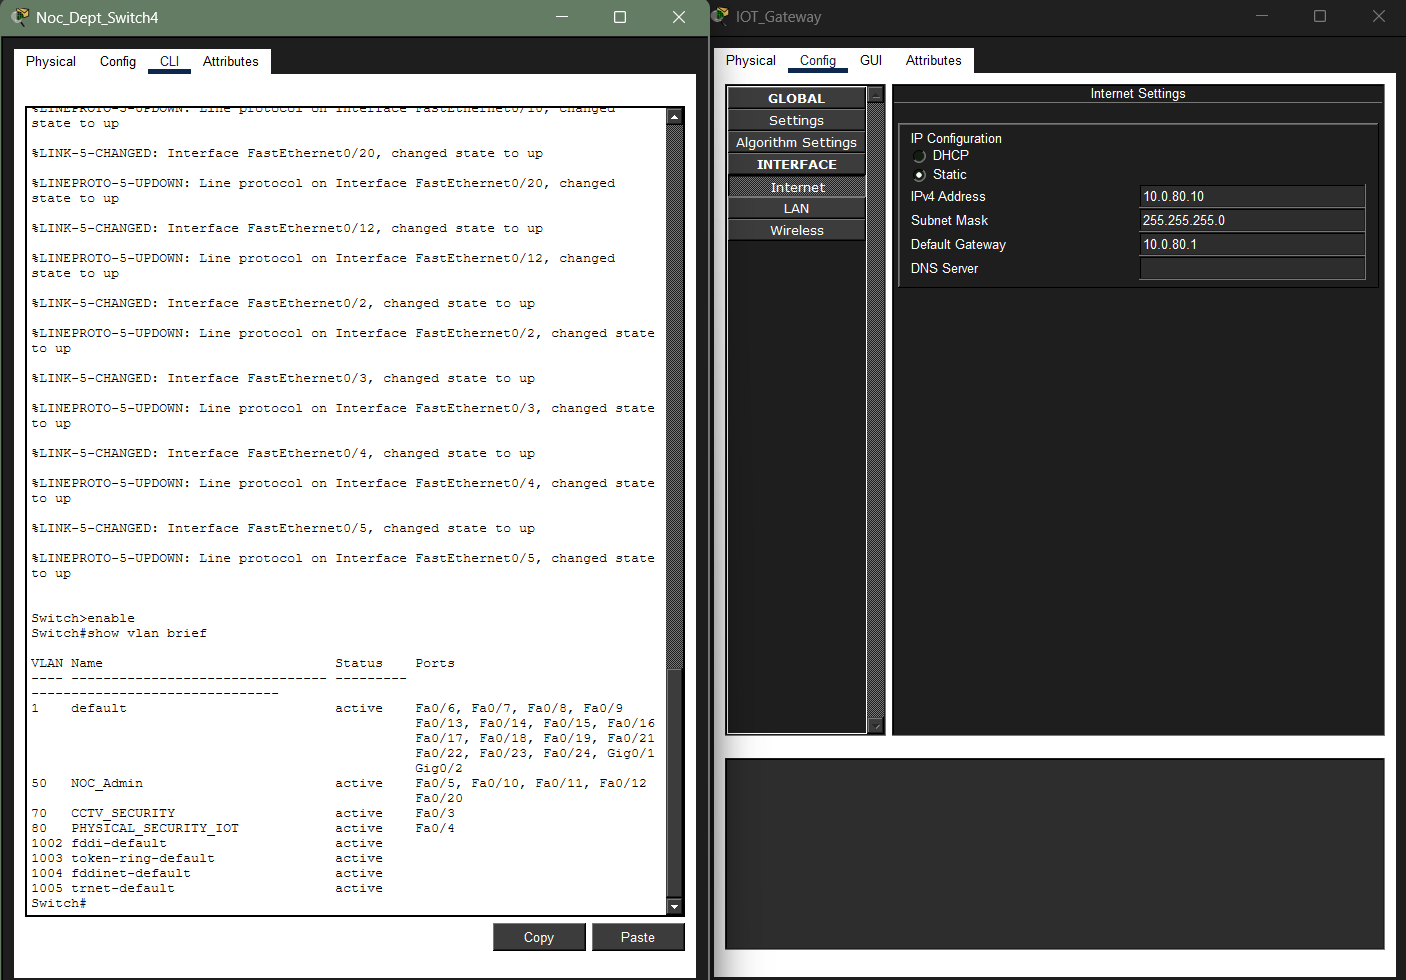 Noc_Dept_Switch4
Physical Config CLI Attributes
%LINEPROTO-5-UPDOWN: Line protocol on Interface FastEthernet0/10, changed
state to up
%LINK-5-CHANGED: Interface FastEthernet0/20, changed state to up
%LINEPROTO-5-UPDOWN: Line protocol on Interface FastEthernet0/20, changed
state to up
%LINK-5-CHANGED: Interface FastEthernet0/12, changed state to up
%LINEPROTO-5-UPDOWN: Line protocol on Interface FastEthernet0/12, changed
state to up
%LINK-5-CHANGED: Interface FastEthernet0/2, changed state to up
%LINEPROTO-5-UPDOWN: Line protocol on Interface FastEthernet0/2, changed state
to up
%LINK-5-CHANGED: Interface FastEthernet0/3, changed state to up
%LINEPROTO-5-UPDOWN: Line protocol on Interface FastEthernet0/3, changed state
to up
%LINK-5-CHANGED: Interface FastEthernet0/4, changed state to up
%LINEPROTO-5-UPDOWN: Line protocol on Interface FastEthernet0/4, changed state
to up
%LINK-5-CHANGED: Interface FastEthernet0/5, changed state to up
%LINEPROTO-5-UPDOWN: Line protocol on Interface FastEthernet0/5, changed state
to up
Switch>enable
Switch#show vlan brief
VLAN Name Status Ports
---- -------------------------------- ---------
-------------------------------
1 default active Fa0/6, Fa0/7, Fa0/8, Fa0/9
Fa0/13, Fa0/14, Fa0/15, Fa0/16
Fa0/17, Fa0/18, Fa0/19, Fa0/21
Fa0/22, Fa0/23, Fa0/24, Gig0/1
Gig0/2
50 NOC_Admin active Fa0/5, Fa0/10, Fa0/11, Fa0/12
Fa0/20
70 CCTV_SECURITY active Fa0/3
80 PHYSICAL_SECURITY_IOT active Fa0/4
1002 fddi-default active
1003 token-ring-default active
1004 fddinet-default active
1005 trnet-default active
Switch#
Copy Paste
IOT_Gateway
Physical Config GUI Attributes
GLOBAL
Settings
Algorithm Settings
INTERFACE
Internet
LAN
Wireless
Internet Settings
IP Configuration
DHCP
Static
IPv4 Address 10.0.80.10
Subnet Mask 255.255.255.0
Default Gateway 10.0.80.1
DNS Server